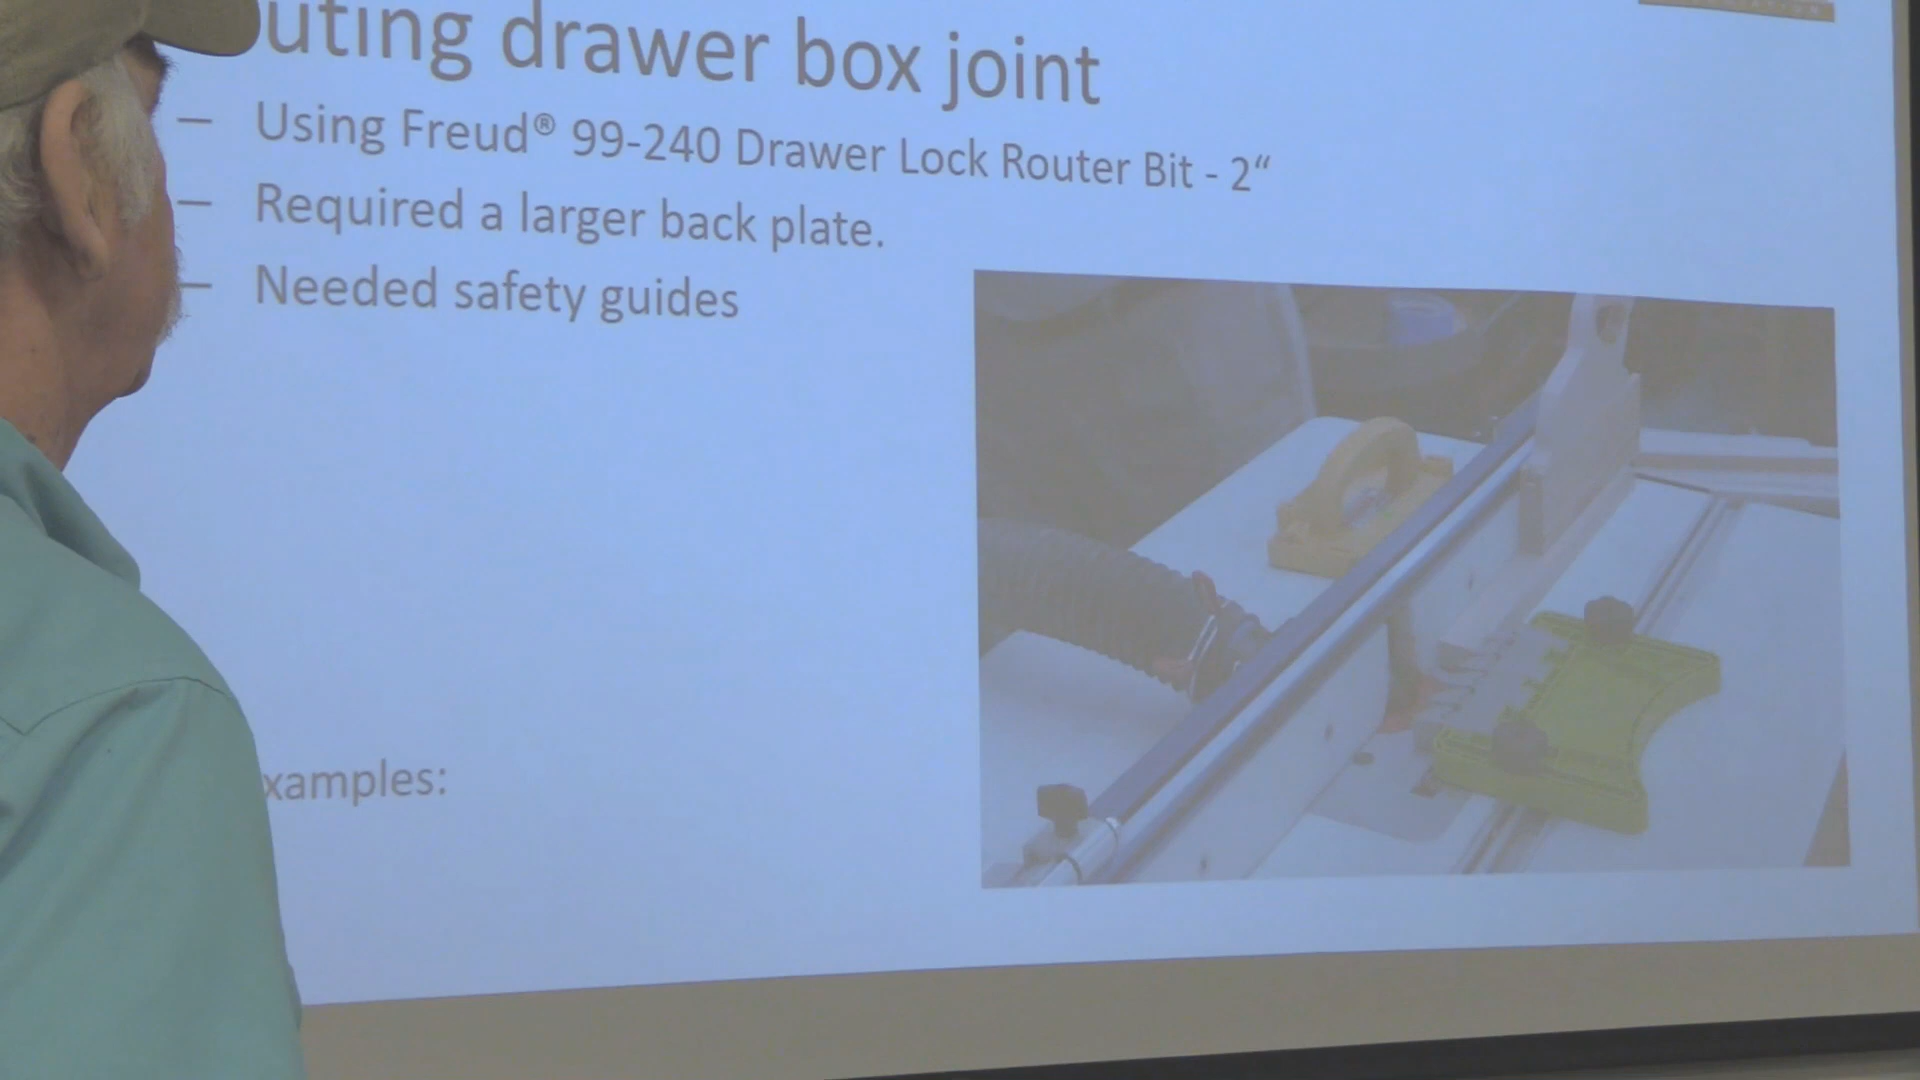 uting drawer box joint
— Using Freud® 99-240 Drawer Lock Router Bit - 2“
— Required a larger back plate.
— Needed safety guides
xamples: